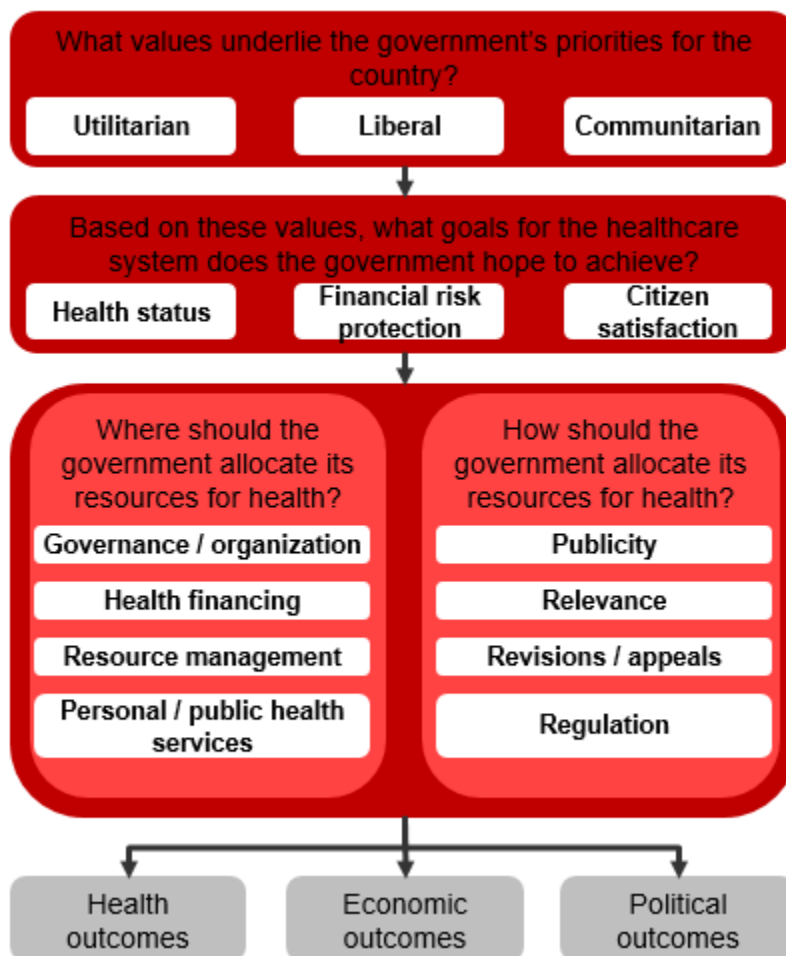 What values underlie the government's priorities for the
country?
Utilitarian
Liberal
Communitarian
Based on these values, what goals for the healthcare
system does the government hope to achieve?
Health status
Financial risk
protection
Citizen
satisfaction
Where should the
government allocate its
resources for health?
Governance / organization
Health financing
Resource management
Personal / public health
services
How should the
government allocate its
resources for health?
Publicity
Relevance
Revisions / appeals
Regulation
Health
outcomes
Economic
outcomes
Political
outcomes